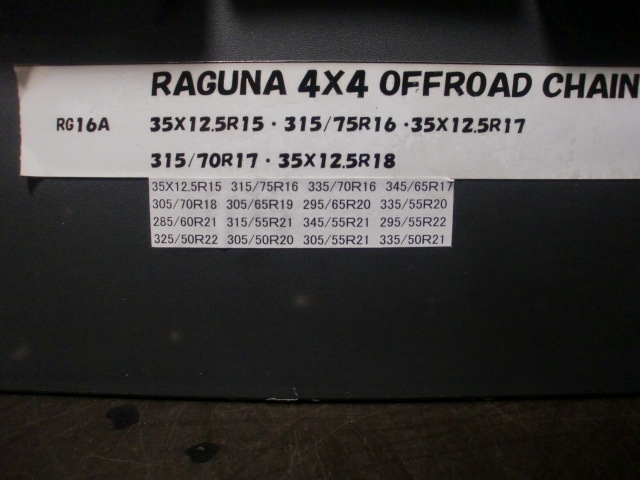 RAGUNA 4X4 OFFROAD CHAIN
RG16A 35X12.5R15・315/75R16・35X12.5R17
315/70R17・35X12.5R18
35X12.5R15 315/75R16 335/70R16 345/65R17
305/70R18 305/65R19 295/65R20 335/55R20
285/60R21 315/55R21 345/55R21 295/55R22
325/50R22 305/50R20 305/55R21 335/50R21